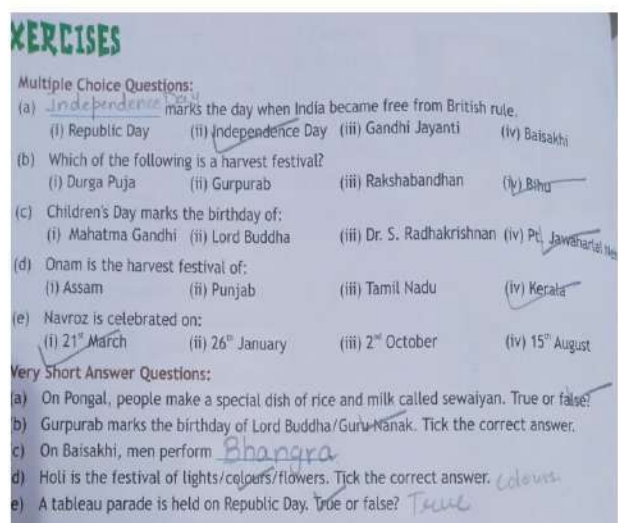 XERCISES
Multiple Choice Questions:
(a) Independence Day marks the day when India became free from British rule.
(i) Republic Day (ii) Independence Day (iii) Gandhi Jayanti (iv) Baisakhi
(b) Which of the following is a harvest festival?
(i) Durga Puja (ii) Gurpurab (iii) Rakshabandhan (iv) Bihu
(c) Children's Day marks the birthday of:
(i) Mahatma Gandhi (ii) Lord Buddha (iii) Dr. S. Radhakrishnan (iv) Pt. Jawaharlal Neh
(d) Onam is the harvest festival of:
(i) Assam (ii) Punjab (iii) Tamil Nadu (iv) Kerala
(e) Navroz is celebrated on:
(i) 21st March (ii) 26th January (iii) 2nd October (iv) 15th August
Very Short Answer Questions:
a) On Pongal, people make a special dish of rice and milk called sewaiyan. True or false?
b) Gurpurab marks the birthday of Lord Buddha/Guru Nanak. Tick the correct answer.
c) On Baisakhi, men perform Bhangra
d) Holi is the festival of lights/colours/flowers. Tick the correct answer. colours
e) A tableau parade is held on Republic Day. True or false? True